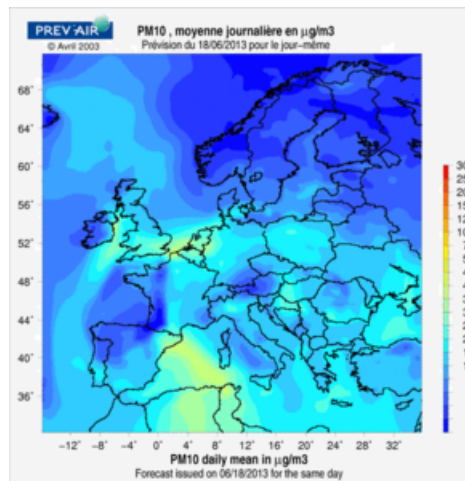 PREV'AIR
© Avril 2003
PM10 , moyenne journalière en µg/m3
Prévision du 18/06/2013 pour le jour-même
68°
64°
60°
56°
52°
48°
44°
40°
36°
−12° −8° −4° 0° 4° 8° 12° 16° 20° 24° 28° 32°
PM10 daily mean in µg/m3
Forecast issued on 06/18/2013 for the same day